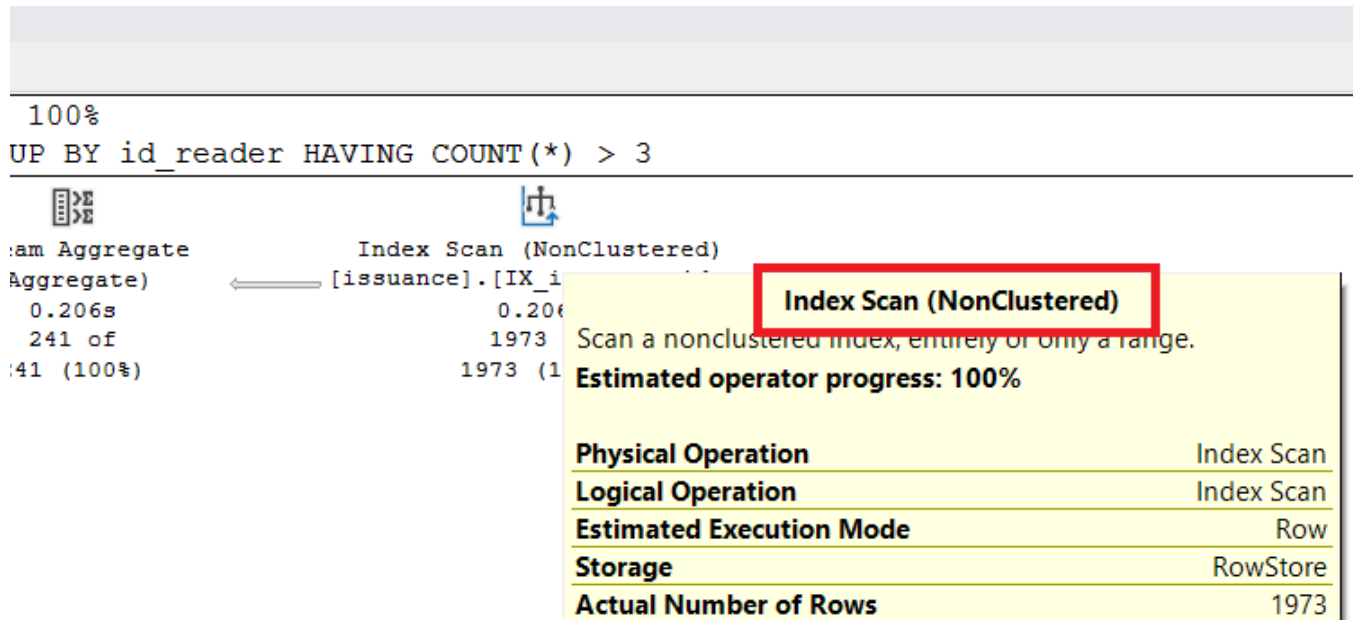 100%
UP BY id_reader HAVING COUNT(*) > 3
am Aggregate
Index Scan (NonClustered)
Aggregate)
[issuance].[IX_i
0.206s
0.206
241 of
1973
41 (100%)
1973 (1
Index Scan (NonClustered)
Scan a nonclustered index, entirely or only a range.
Estimated operator progress: 100%
Physical Operation Index Scan
Logical Operation Index Scan
Estimated Execution Mode Row
Storage RowStore
Actual Number of Rows 1973